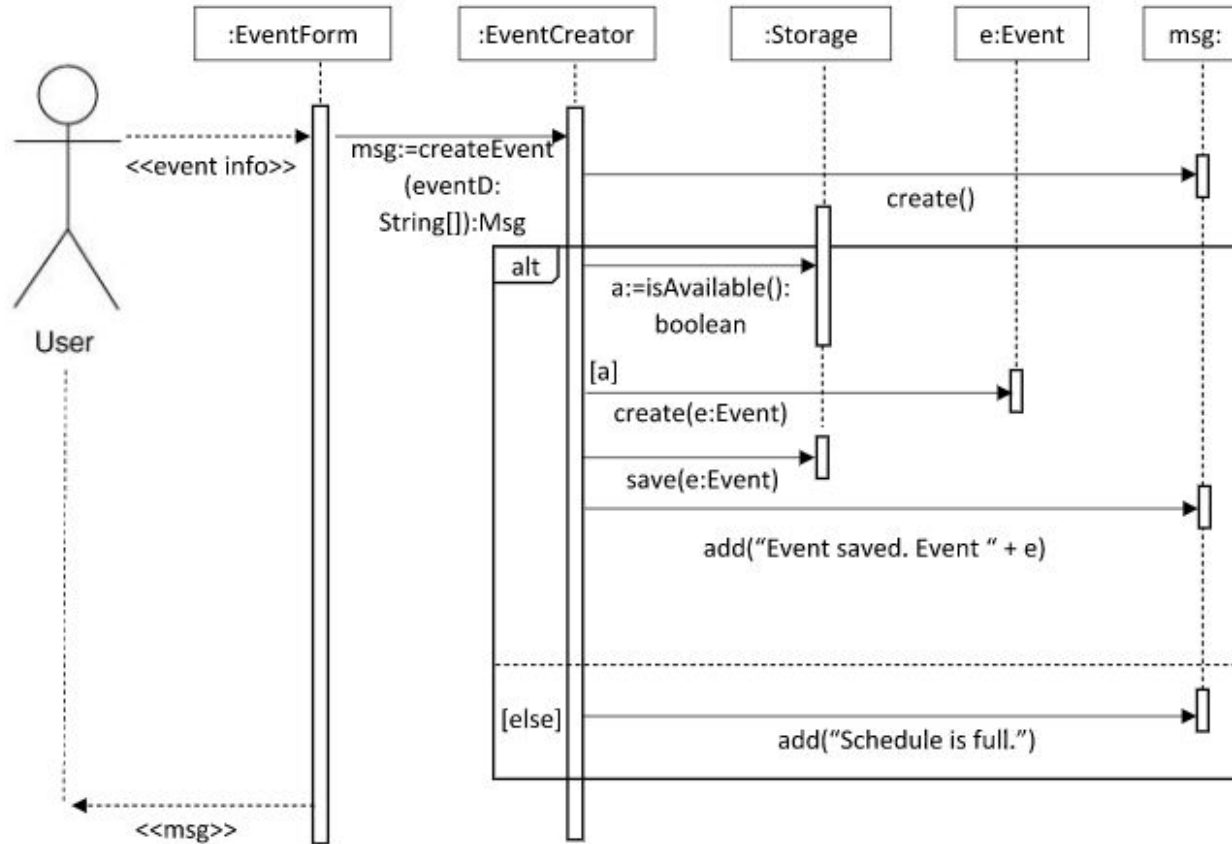 :EventForm
:EventCreator
:Storage
e:Event
msg:
<<event info>>
msg:=createEvent
(eventD:
String[]):Msg
create()
alt
a:=isAvailable():
boolean
User
[a]
create(e:Event)
save(e:Event)
add(“Event saved. Event “ + e)
[else]
add(“Schedule is full.”)
<<msg>>